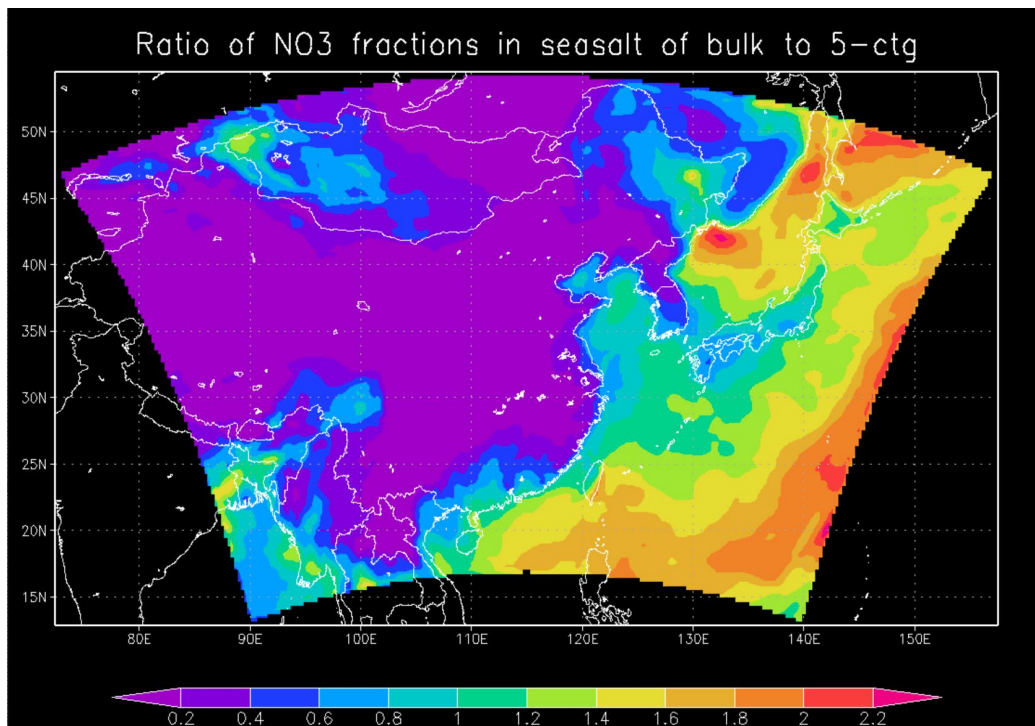 Ratio of NO3 fractions in seasalt of bulk to 5-ctg
50N
45N
40N
35N
30N
25N
20N
15N
80E 90E 100E 110E 120E 130E 140E 150E
0.2 0.4 0.6 0.8 1 1.2 1.4 1.6 1.8 2 2.2